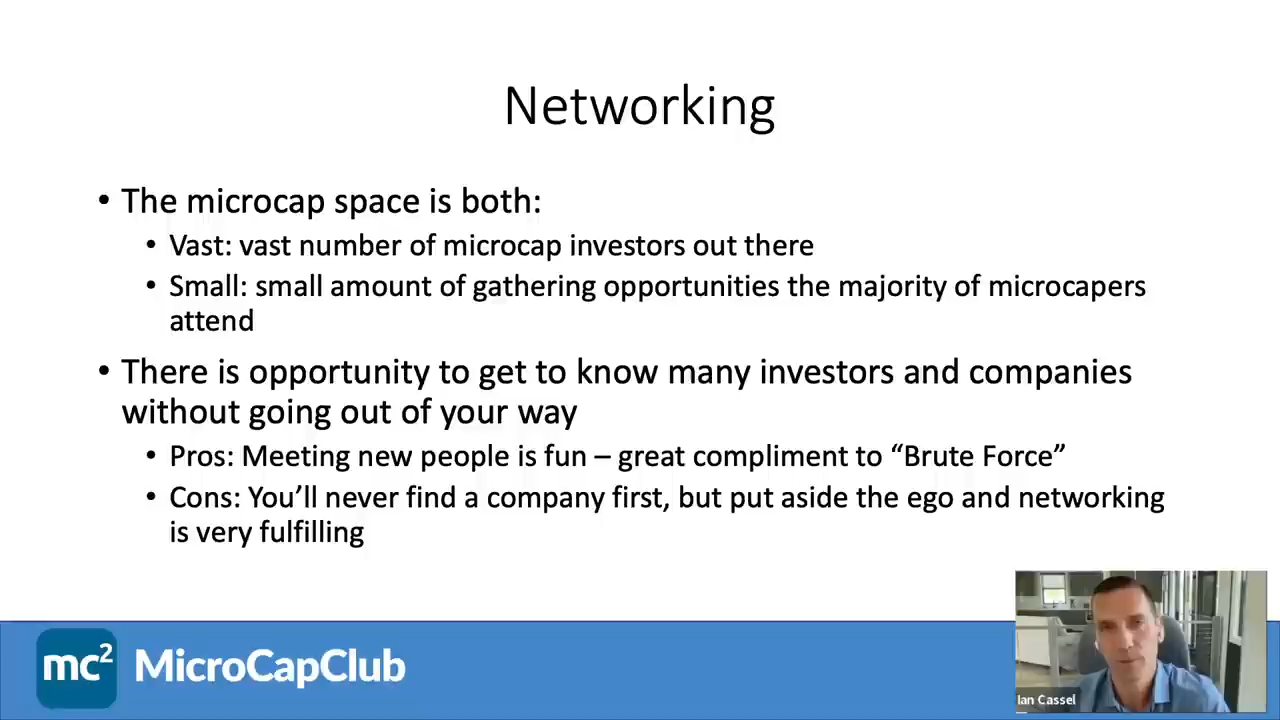 Networking
• The microcap space is both:
• Vast: vast number of microcap investors out there
• Small: small amount of gathering opportunities the majority of microcapers
attend
• There is opportunity to get to know many investors and companies
without going out of your way
• Pros: Meeting new people is fun – great compliment to “Brute Force”
• Cons: You’ll never find a company first, but put aside the ego and networking
is very fulfilling
mc² MicroCapClub
Ian Cassel